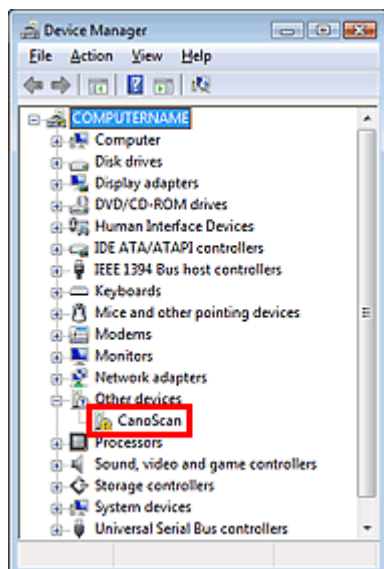 Device Manager
File Action View Help
COMPUTERNAME
Computer
Disk drives
Display adapters
DVD/CD-ROM drives
Human Interface Devices
IDE ATA/ATAPI controllers
IEEE 1394 Bus host controllers
Keyboards
Mice and other pointing devices
Modems
Monitors
Network adapters
Other devices
CanoScan
Processors
Sound, video and game controllers
Storage controllers
System devices
Universal Serial Bus controllers